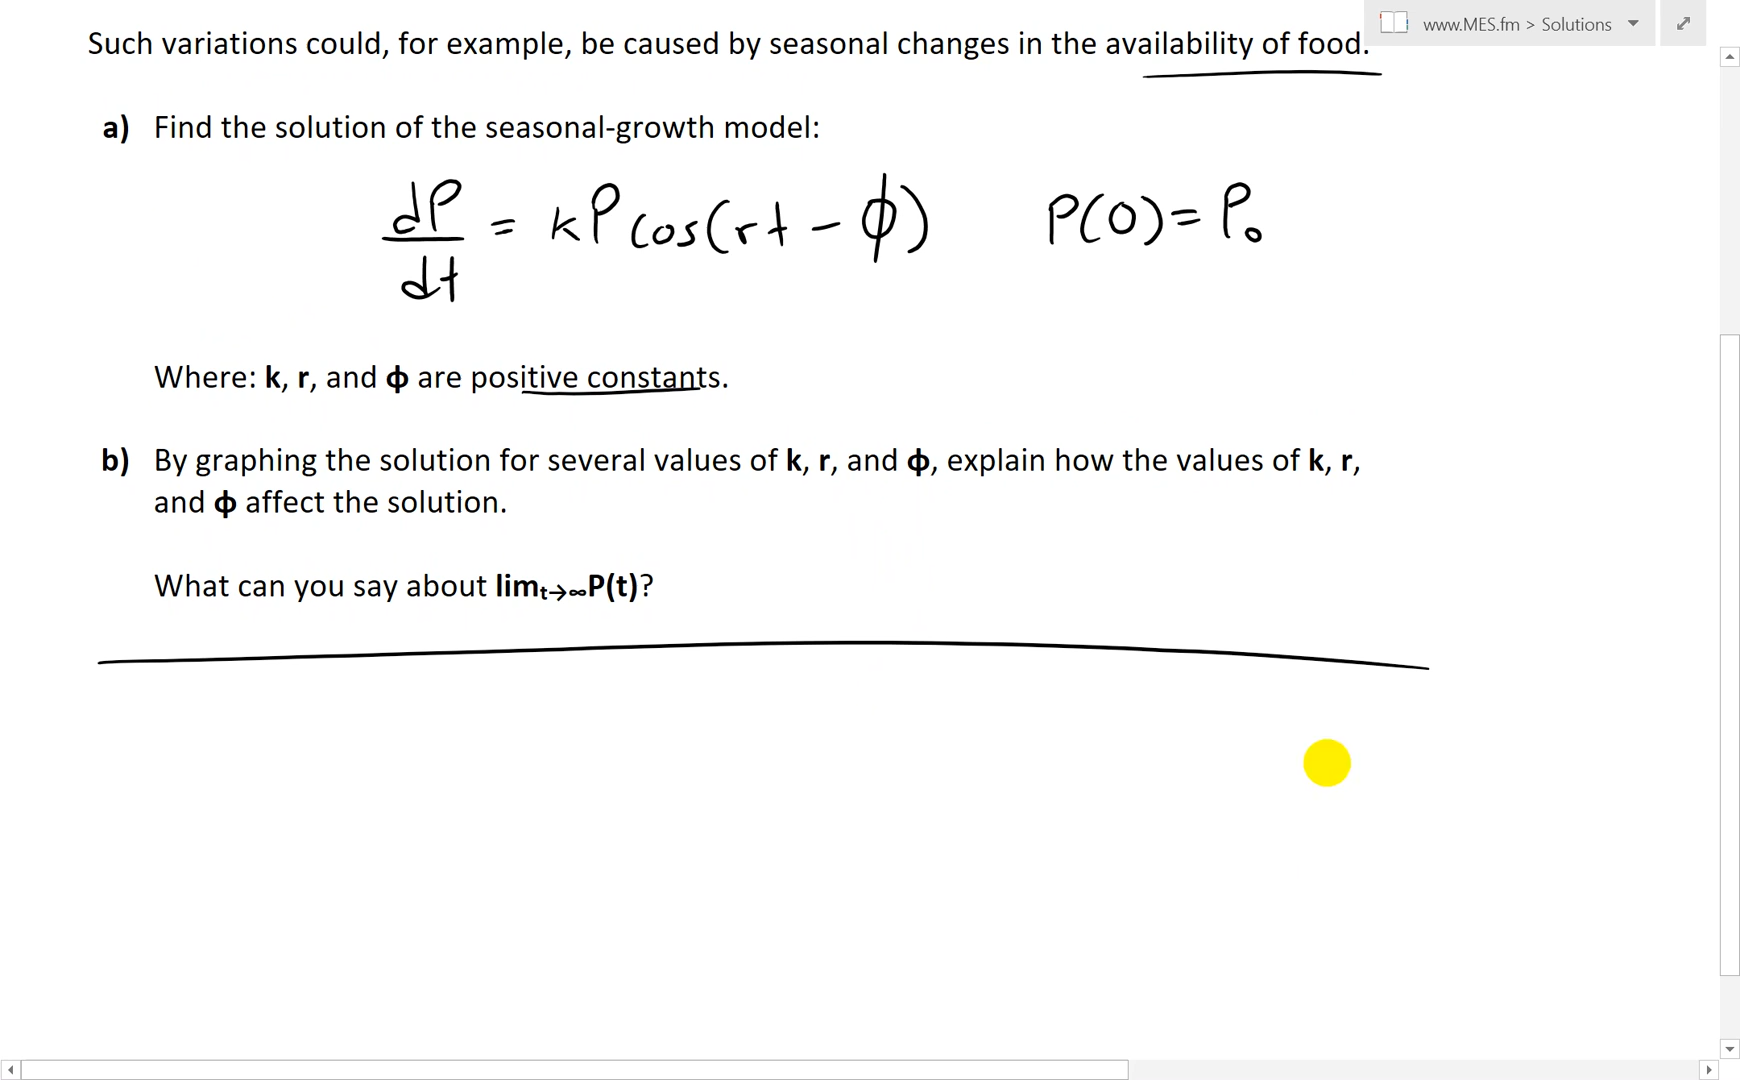 www.MES.fm > Solutions
Such variations could, for example, be caused by seasonal changes in the availability of food.
a) Find the solution of the seasonal-growth model:
dP/dt = kP cos(rt - ϕ) P(0) = P₀
Where: k, r, and ϕ are positive constants.
b) By graphing the solution for several values of k, r, and ϕ, explain how the values of k, r,
and ϕ affect the solution.
What can you say about limₜ→∞P(t)?